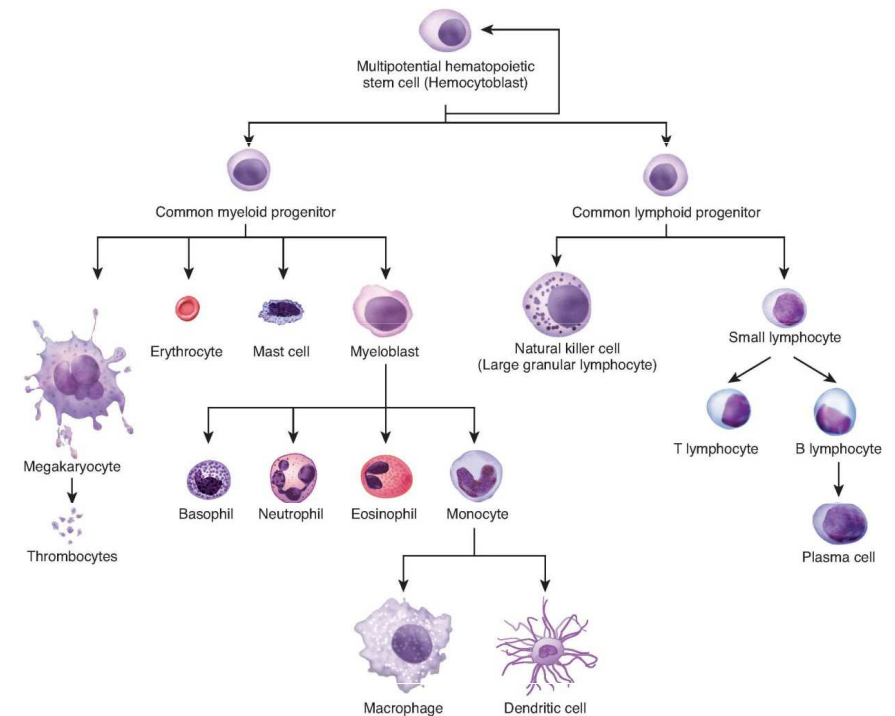 Multipotential hematopoietic
stem cell (Hemocytoblast)
Common myeloid progenitor
Common lymphoid progenitor
Erythrocyte
Mast cell
Myeloblast
Natural killer cell
(Large granular lymphocyte)
Small lymphocyte
Megakaryocyte
T lymphocyte
B lymphocyte
Basophil
Neutrophil
Eosinophil
Monocyte
Thrombocytes
Plasma cell
Macrophage
Dendritic cell